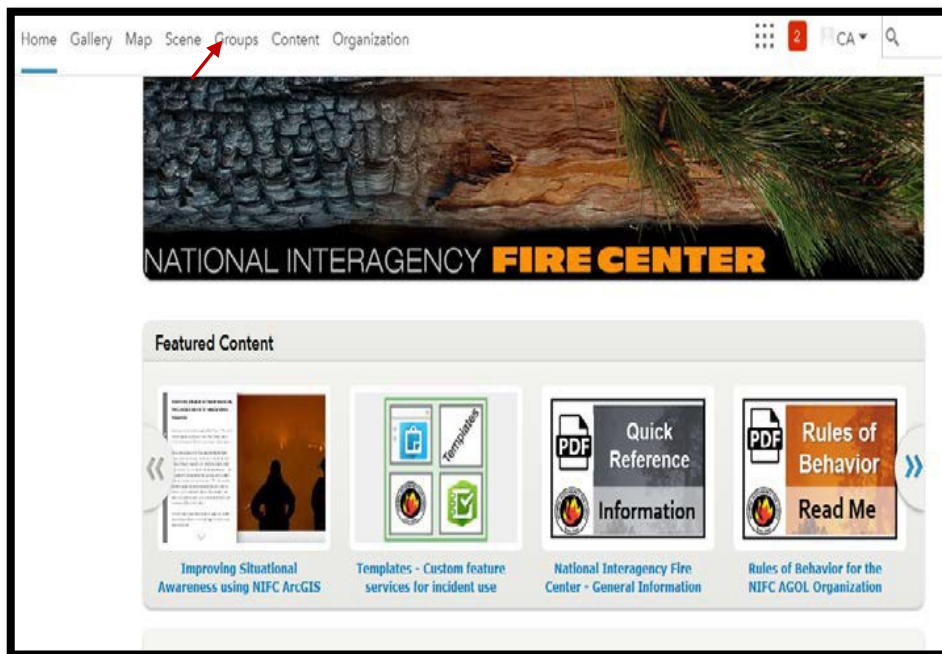 Home Gallery Map Scene Groups Content Organization 2 CA
NATIONAL INTERAGENCY FIRE CENTER
Featured Content
Templates
PDF Quick Reference
Information
PDF Rules of Behavior
Read Me
Improving Situational
Awareness using NIFC ArcGIS
Templates - Custom feature
services for incident use
National Interagency Fire
Center - General Information
Rules of Behavior for the
NIFC AGOL Organization